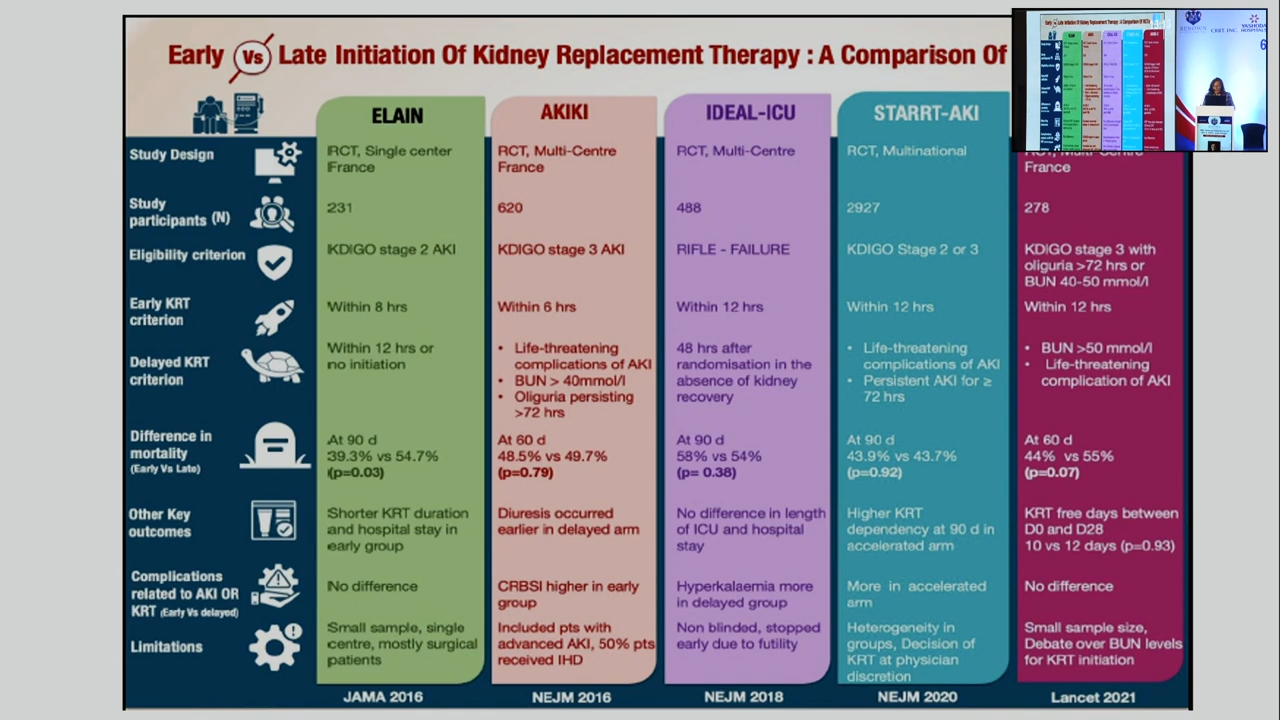 Early Vs Late Initiation Of Kidney Replacement Therapy : A Comparison Of
ELAIN
AKIKI
IDEAL-ICU
STARRT-AKI
Study Design
RCT, Single center
France
RCT, Multi-Centre
France
RCT, Multi-Centre
RCT, Multinational
RCT, Multi-Centre
France
Study
participants (N)
231
620
488
2927
278
Eligibility criterion
KDIGO stage 2 AKI
KDIGO stage 3 AKI
RIFLE - FAILURE
KDIGO Stage 2 or 3
KDIGO stage 3 with
oliguria >72 hrs or
BUN 40-50 mmol/l
Early KRT
criterion
Within 8 hrs
Within 6 hrs
Within 12 hrs
Within 12 hrs
Within 12 hrs
Delayed KRT
criterion
Within 12 hrs or
no initiation
• Life-threatening
complications of AKI
• BUN > 40mmol/l
• Oliguria persisting
>72 hrs
48 hrs after
randomisation in the
absence of kidney
recovery
• Life-threatening
complications of AKI
• Persistent AKI for ≥
72 hrs
• BUN >50 mmol/l
• Life-threatening
complication of AKI
Difference in
mortality
(Early Vs Late)
At 90 d
39.3% vs 54.7%
(p=0.03)
At 60 d
48.5% vs 49.7%
(p=0.79)
At 90 d
58% vs 54%
(p= 0.38)
At 90 d
43.9% vs 43.7%
(p=0.92)
At 60 d
44% vs 55%
(p=0.07)
Other Key
outcomes
Shorter KRT duration
and hospital stay in
early group
Diuresis occurred
earlier in delayed arm
No difference in length
of ICU and hospital
stay
Higher KRT
dependency at 90 d in
accelerated arm
KRT free days between
D0 and D28
10 vs 12 days (p=0.93)
Complications
related to AKI OR
KRT (Early Vs delayed)
No difference
CRBSI higher in early
group
Hyperkalaemia more
in delayed group
More in accelerated
arm
No difference
Limitations
Small sample, single
centre, mostly surgical
patients
Included pts with
advanced AKI, 50% pts
received IHD
Non blinded, stopped
early due to futility
Heterogeneity in
groups, Decision of
KRT at physician
discretion
Small sample size,
Debate over BUN levels
for KRT initiation
JAMA 2016
NEJM 2016
NEJM 2018
NEJM 2020
Lancet 2021
YASHODA
HOSPITALS
6